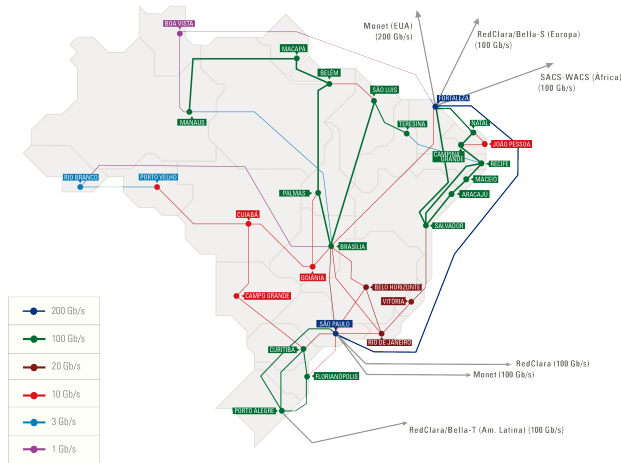 BOA VISTA
Monet (EUA)
(200 Gb/s)
RedClara/Bella-S (Europa)
(100 Gb/s)
MACAPÁ
BELÉM
SACS-WACS (África)
(100 Gb/s)
SÃO LUIS
FORTALEZA
MANAUS
TERESINA
NATAL
JOÃO PESSOA
CAMPINA
GRANDE
RECIFE
RIO BRANCO
PORTO VELHO
MACEIÓ
PALMAS
ARACAJÚ
CUIABÁ
SALVADOR
BRASÍLIA
GOIÂNIA
BELO HORIZONTE
CAMPO GRANDE
VITÓRIA
200 Gb/s
SÃO PAULO
100 Gb/s
RIO DE JANEIRO
CURITIBA
20 Gb/s
RedClara (100 Gb/s)
Monet (100 Gb/s)
FLORIANÓPOLIS
10 Gb/s
PORTO ALEGRE
3 Gb/s
RedClara/Bella-T (Am. Latina) (100 Gb/s)
1 Gb/s